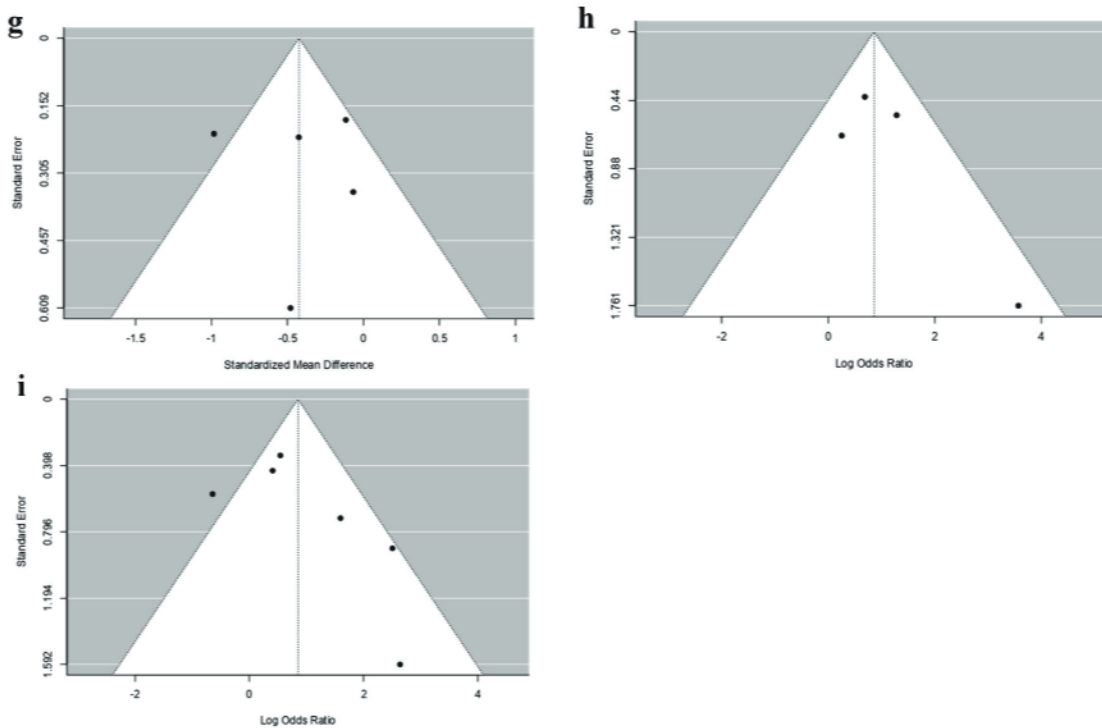 g
0
0.152
0.305
0.457
0.609
Standard Error
-1.5 -1 -0.5 0 0.5 1
Standardized Mean Difference
h
0
0.44
0.88
1.321
1.761
Standard Error
-2 0 2 4
Log Odds Ratio
i
0
0.398
0.796
1.194
1.592
Standard Error
-2 0 2 4
Log Odds Ratio